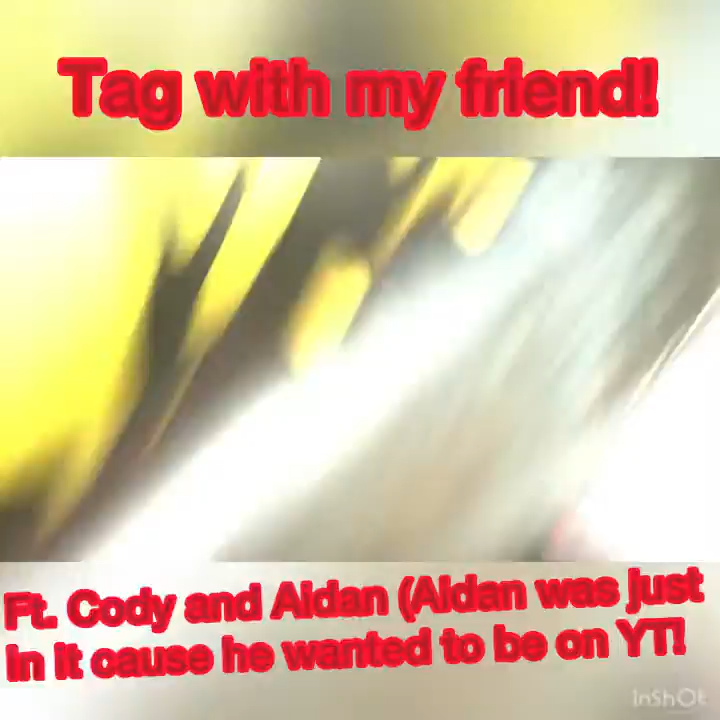 Tag with my friend!
Ft. Cody and Aidan (Aidan was just
in it cause he wanted to be on YT!
InShOt